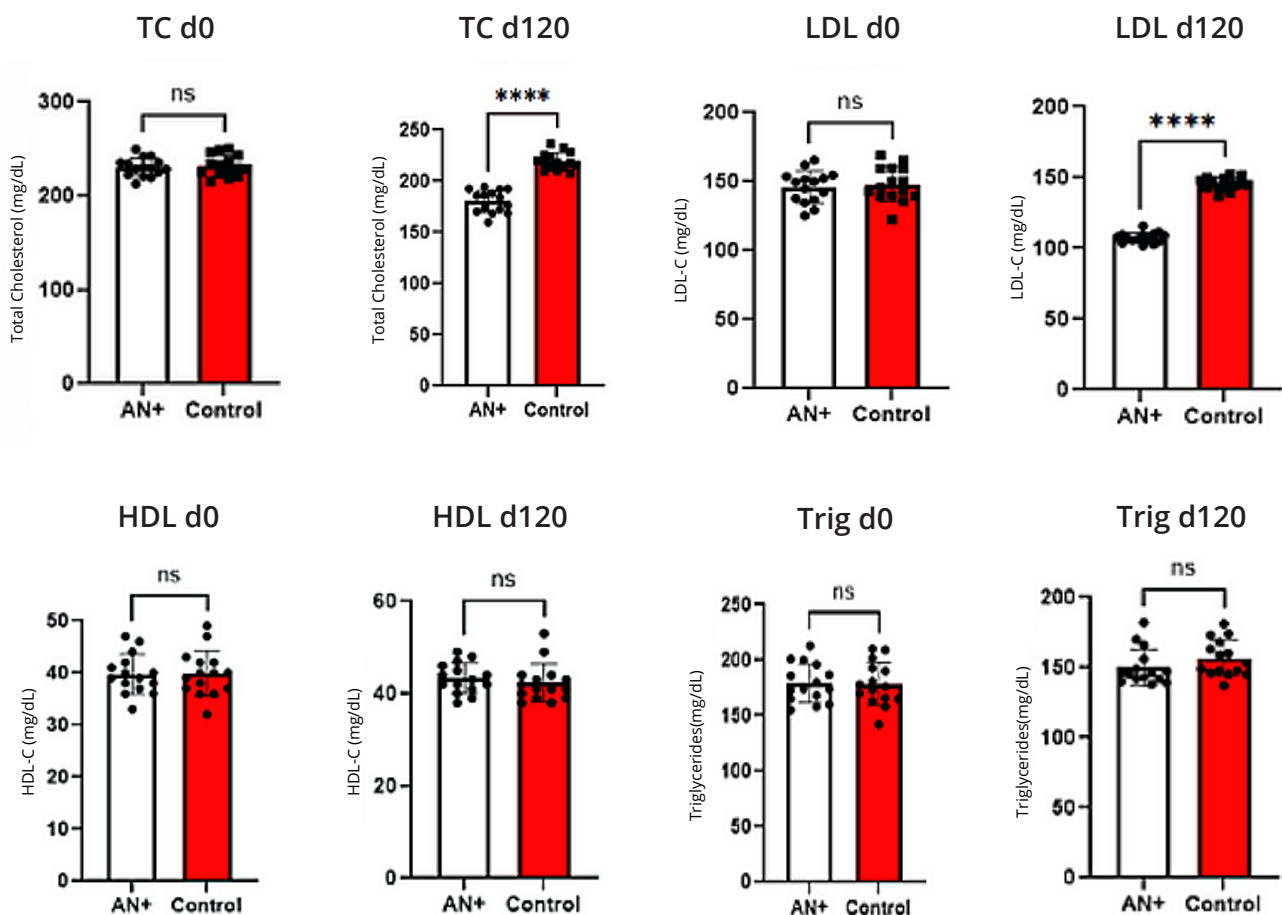 TC d0
TC d120
LDL d0
LDL d120
ns
****
ns
****
Total Cholesterol (mg/dL)
300
200
100
0
AN+ Control
Total Cholesterol (mg/dL)
250
200
150
100
50
0
AN+ Control
LDL-C (mg/dL)
200
150
100
50
0
AN+ Control
LDL-C (mg/dL)
200
150
100
50
0
AN+ Control
HDL d0
HDL d120
Trig d0
Trig d120
ns
ns
ns
ns
HDL-C (mg/dL)
50
40
30
20
10
0
AN+ Control
HDL-C (mg/dL)
60
40
20
0
AN+ Control
Triglycerides(mg/dL)
250
200
150
100
50
0
AN+ Control
Triglycerides(mg/dL)
200
150
100
50
0
AN+ Control